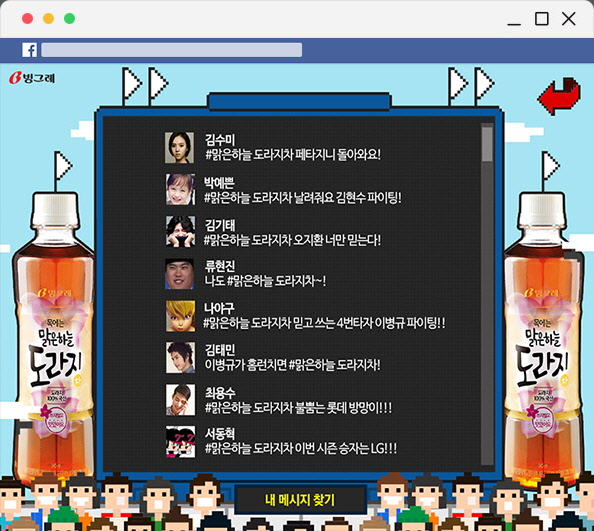 빙그레
김수미
#맑은하늘 도라지차 페타지니 돌아와요!
박예쁜
#맑은하늘 도라지차 날려줘요 김현수 파이팅!
김기태
#맑은하늘 도라지차 오지환 너만 믿는다!
류현진
나도 #맑은하늘 도라지차~!
나야구
#맑은하늘 도라지차 믿고 쓰는 4번타자 이병규 파이팅!!
김태민
이병규가 홈런치면 #맑은하늘 도라지차!
최용수
#맑은하늘 도라지차 불뿜는 롯데 방망이!!!
서동혁
#맑은하늘 도라지차 이번 시즌 승자는 LG!!!
내 메시지 찾기
빙그레
맑은하늘
도라지
100% 국산
빙그레
맑은하늘
도라지
100% 국산